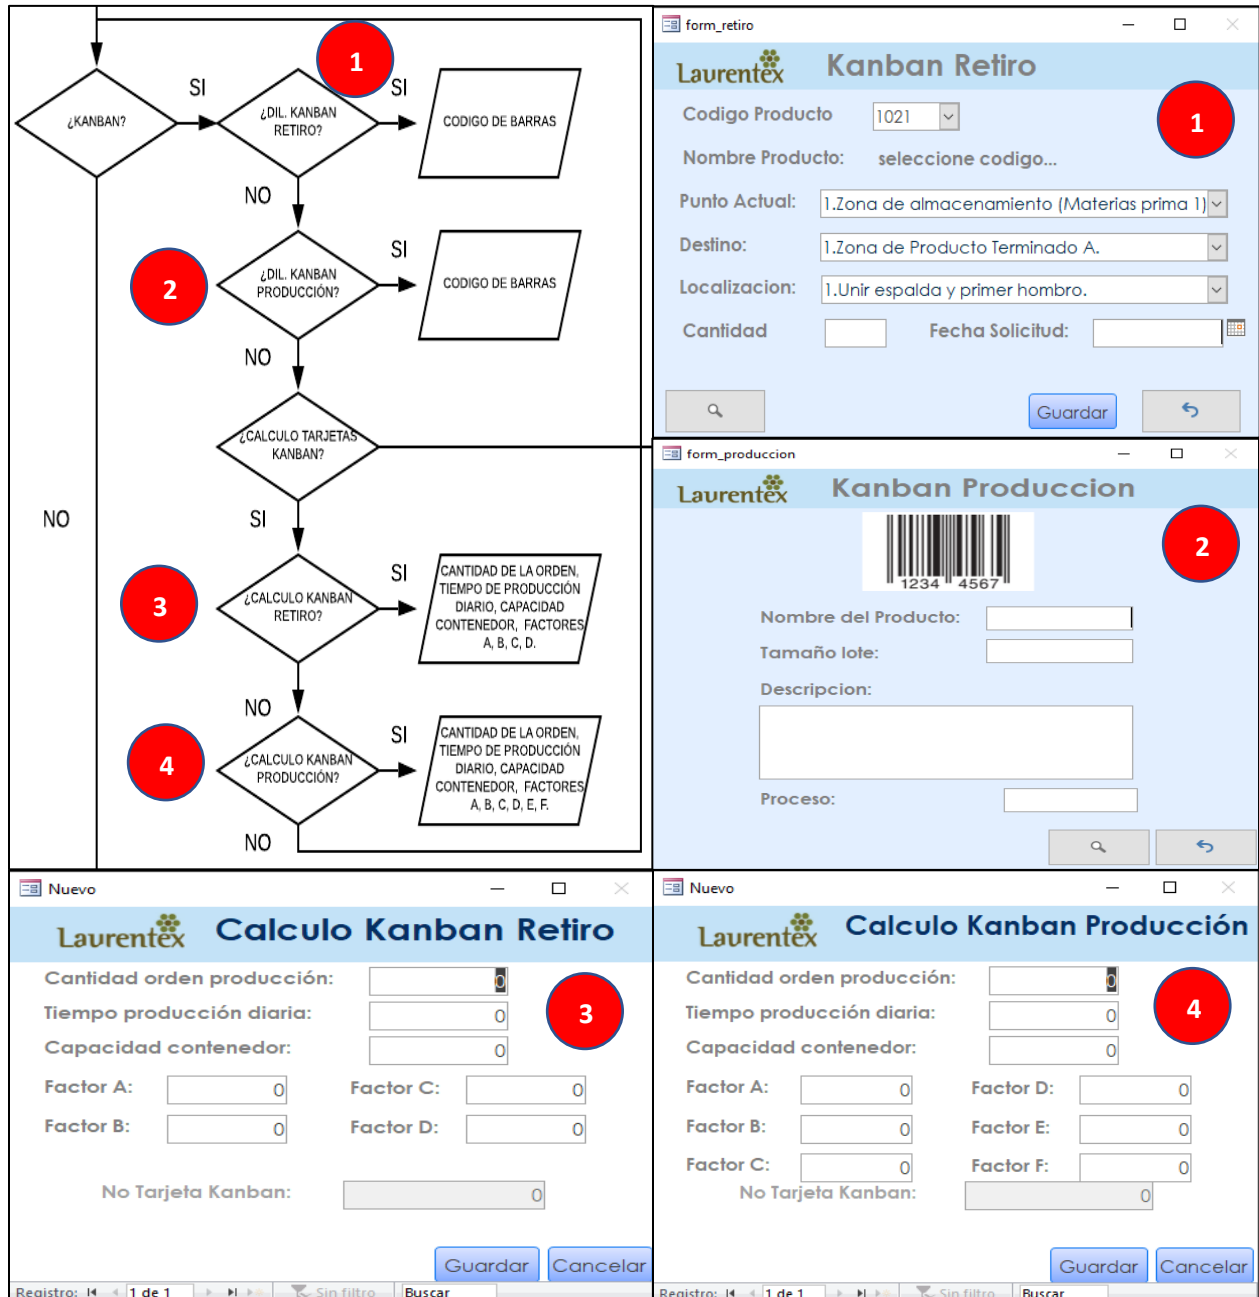 1
SI
SI
¿KANBAN?
¿DIL. KANBAN
RETIRO?
CODIGO DE BARRAS
NO
SI
2
¿DIL. KANBAN
PRODUCCIÓN?
CODIGO DE BARRAS
NO
¿CALCULO TARJETAS
KANBAN?
NO
SI
3
¿CALCULO KANBAN
RETIRO?
SI
CANTIDAD DE LA ORDEN,
TIEMPO DE PRODUCCIÓN
DIARIO, CAPACIDAD
CONTENEDOR, FACTORES
A, B, C, D.
NO
4
¿CALCULO KANBAN
PRODUCCIÓN?
SI
CANTIDAD DE LA ORDEN,
TIEMPO DE PRODUCCIÓN
DIARIO, CAPACIDAD
CONTENEDOR, FACTORES
A, B, C, D, E, F.
NO
form_retiro
Laurentex Kanban Retiro
Codigo Producto 1021
1
Nombre Producto: seleccione codigo...
Punto Actual: 1.Zona de almacenamiento (Materias prima 1)
Destino: 1.Zona de Producto Terminado A.
Localizacion: 1.Unir espalda y primer hombro.
Cantidad Fecha Solicitud:
Guardar
form_produccion
Laurentex Kanban Produccion
1234 4567
2
Nombre del Producto:
Tamaño lote:
Descripcion:
Proceso:
Nuevo
Laurentex Calculo Kanban Retiro
Cantidad orden producción: 0
Tiempo producción diaria: 0
3
Capacidad contenedor: 0
Factor A: 0 Factor C: 0
Factor B: 0 Factor D: 0
No Tarjeta Kanban: 0
Guardar Cancelar
Registro: 1 de 1 Sin filtro Buscar
Nuevo
Laurentex Calculo Kanban Producción
Cantidad orden producción: 0
Tiempo producción diaria: 0
4
Capacidad contenedor: 0
Factor A: 0 Factor D: 0
Factor B: 0 Factor E: 0
Factor C: 0 Factor F: 0
No Tarjeta Kanban: 0
Guardar Cancelar
Registro: 1 de 1 Sin filtro Buscar